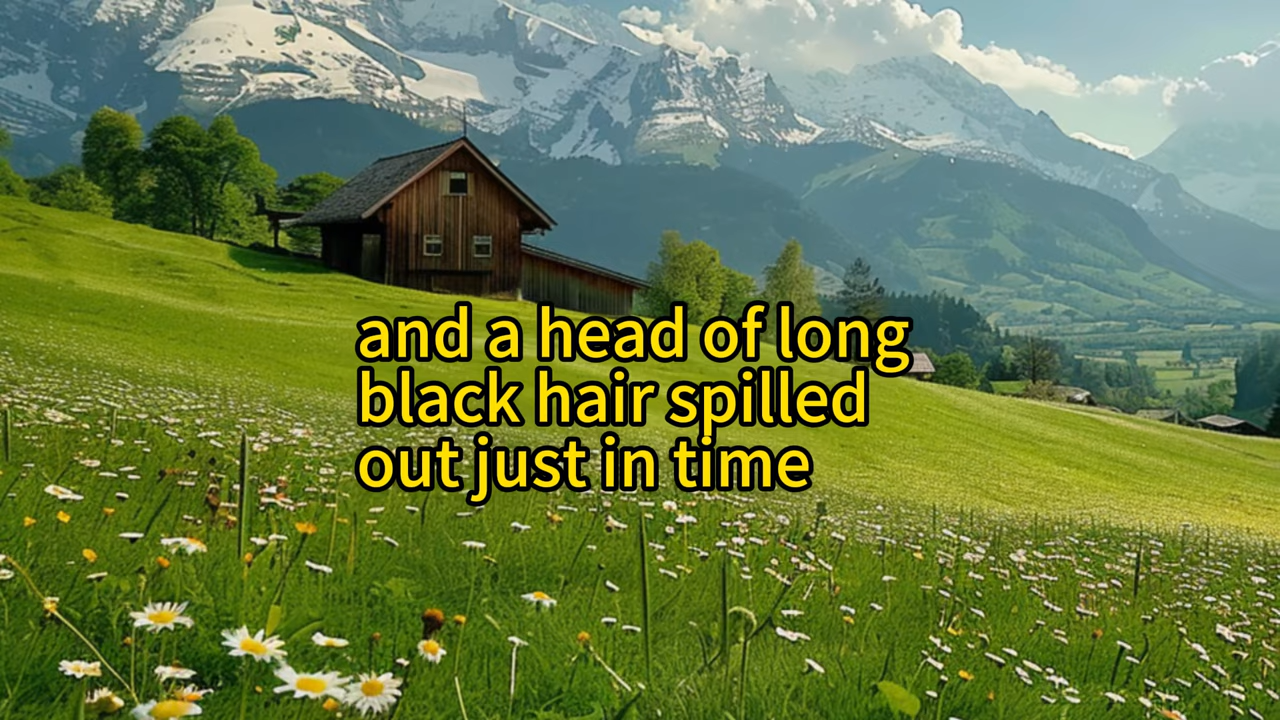 and a head of long
black hair spilled
out just in time